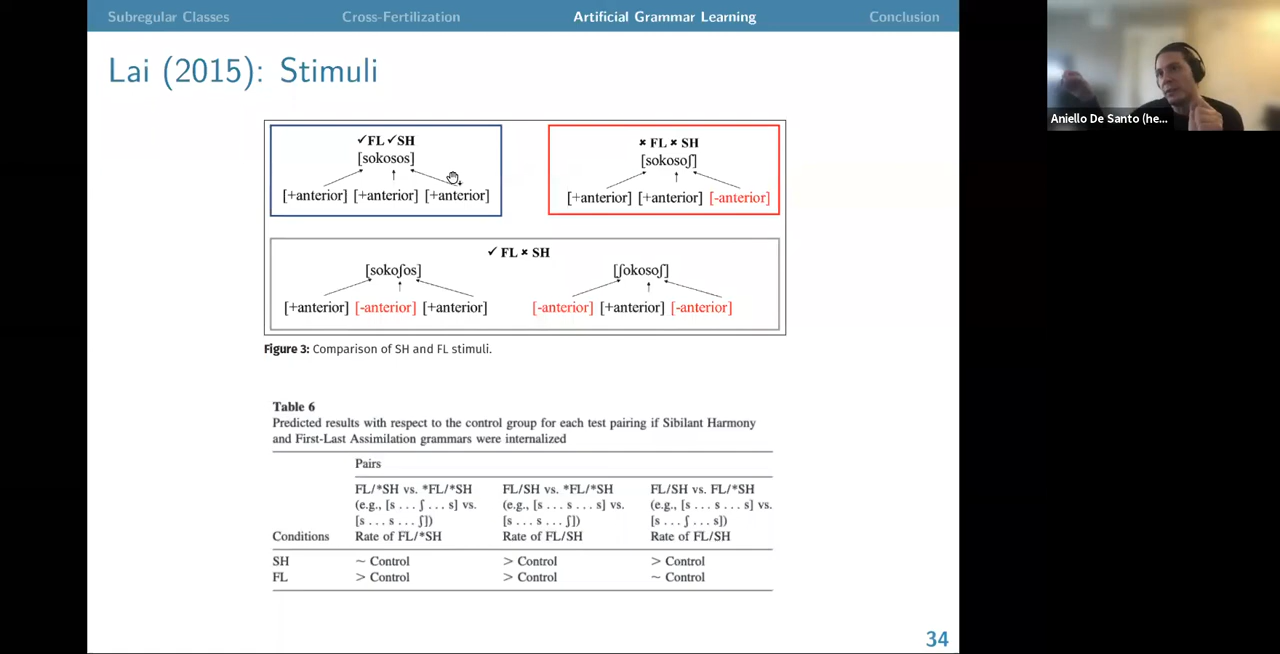 Subregular Classes Cross-Fertilization Artificial Grammar Learning Conclusion
Lai (2015): Stimuli
✓FL ✓SH
[sokosos]
[+anterior] [+anterior] [+anterior]
✖ FL ✖ SH
[sokosoʃ]
[+anterior] [+anterior] [-anterior]
✓ FL ✖ SH
[sokoʃos] [ʃokosoʃ]
[+anterior] [-anterior] [+anterior] [-anterior] [+anterior] [-anterior]
Figure 3: Comparison of SH and FL stimuli.
Table 6
Predicted results with respect to the control group for each test pairing if Sibilant Harmony
and First-Last Assimilation grammars were internalized
Pairs
FL/*SH vs. *FL/*SH FL/SH vs. *FL/*SH FL/SH vs. FL/*SH
(e.g., [s . . . ʃ . . . s] vs. (e.g., [s . . . s . . . s] vs. (e.g., [s . . . s . . . s] vs.
[s . . . s . . . ʃ]) [s . . . s . . . ʃ]) [s . . . ʃ . . . s])
Conditions Rate of FL/*SH Rate of FL/SH Rate of FL/SH
SH ~ Control > Control > Control
FL > Control > Control ~ Control
34
Aniello De Santo (he...